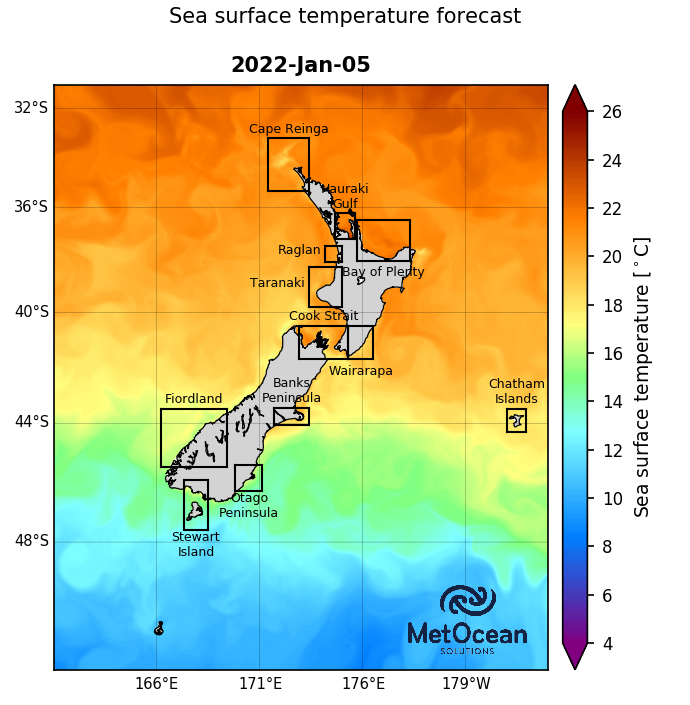 Sea surface temperature forecast
2022-Jan-05
32°S
36°S
40°S
44°S
48°S
Cape Reinga
Hauraki
Gulf
Raglan
Bay of Plenty
Taranaki
Cook Strait
Wairarapa
Banks
Peninsula
Fiordland
Chatham
Islands
Otago
Peninsula
Stewart
Island
MetOcean
SOLUTIONS
166°E
171°E
176°E
179°W
26
24
22
20
18
16
14
12
10
8
6
4
Sea surface temperature [°C]